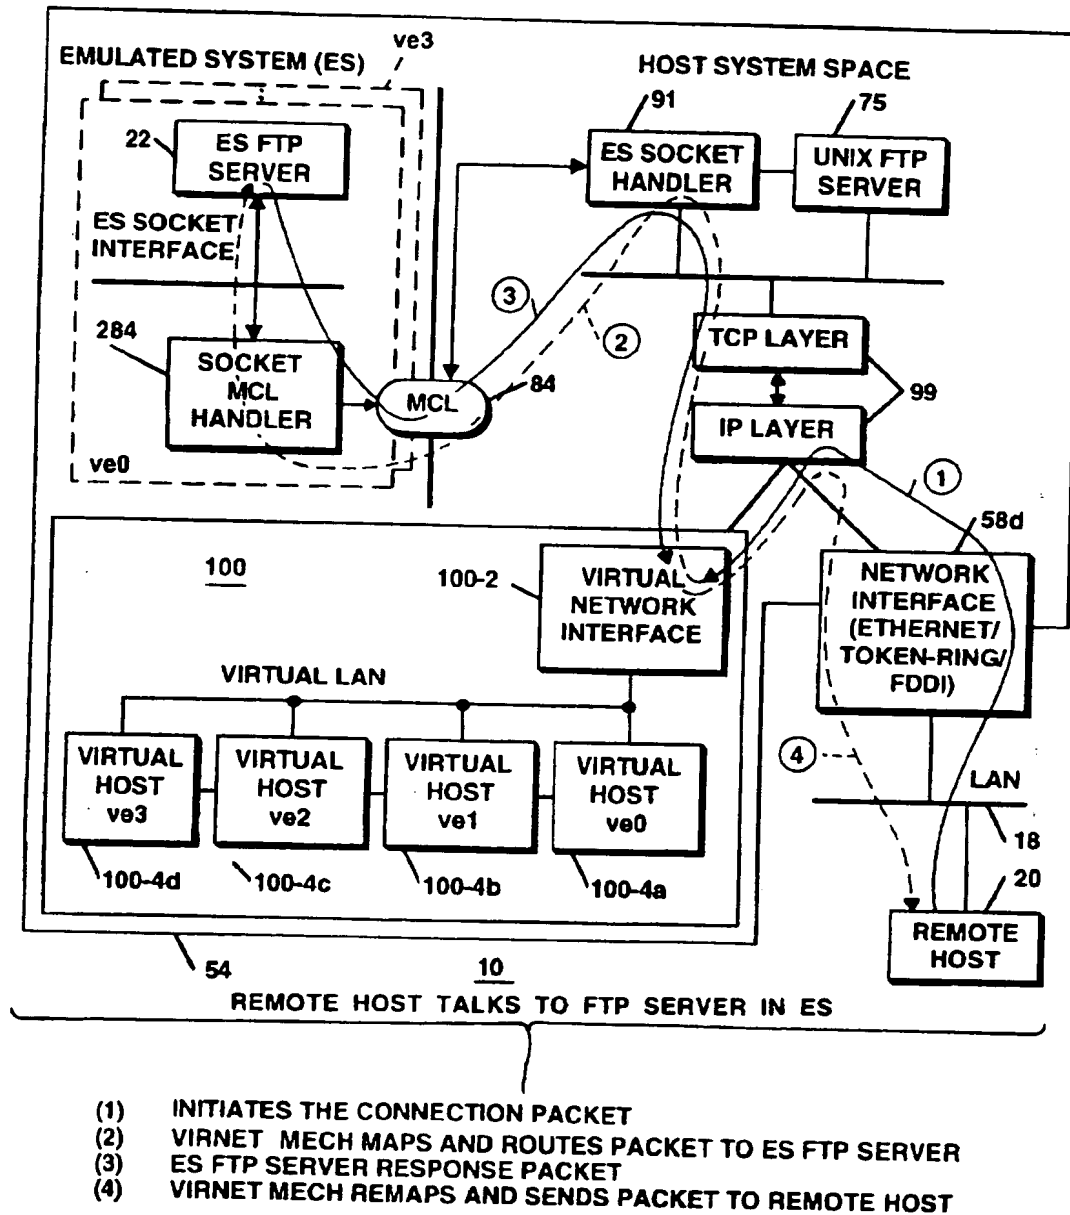 ve3
EMULATED SYSTEM (ES)
HOST SYSTEM SPACE
91
75
22
ES FTP
SERVER
ES SOCKET
HANDLER
UNIX FTP
SERVER
ES SOCKET
INTERFACE
3
2
284
SOCKET
MCL
HANDLER
MCL
84
TCP LAYER
99
IP LAYER
ve0
1
58d
100
100-2
VIRTUAL
NETWORK
INTERFACE
NETWORK
INTERFACE
(ETHERNET/
TOKEN-RING/
FDDI)
VIRTUAL LAN
VIRTUAL
HOST
ve3
VIRTUAL
HOST
ve2
VIRTUAL
HOST
ve1
VIRTUAL
HOST
ve0
4
LAN
18
100-4d
100-4c
100-4b
100-4a
20
REMOTE
HOST
54
10
REMOTE HOST TALKS TO FTP SERVER IN ES
(1) INITIATES THE CONNECTION PACKET
(2) VIRNET MECH MAPS AND ROUTES PACKET TO ES FTP SERVER
(3) ES FTP SERVER RESPONSE PACKET
(4) VIRNET MECH REMAPS AND SENDS PACKET TO REMOTE HOST